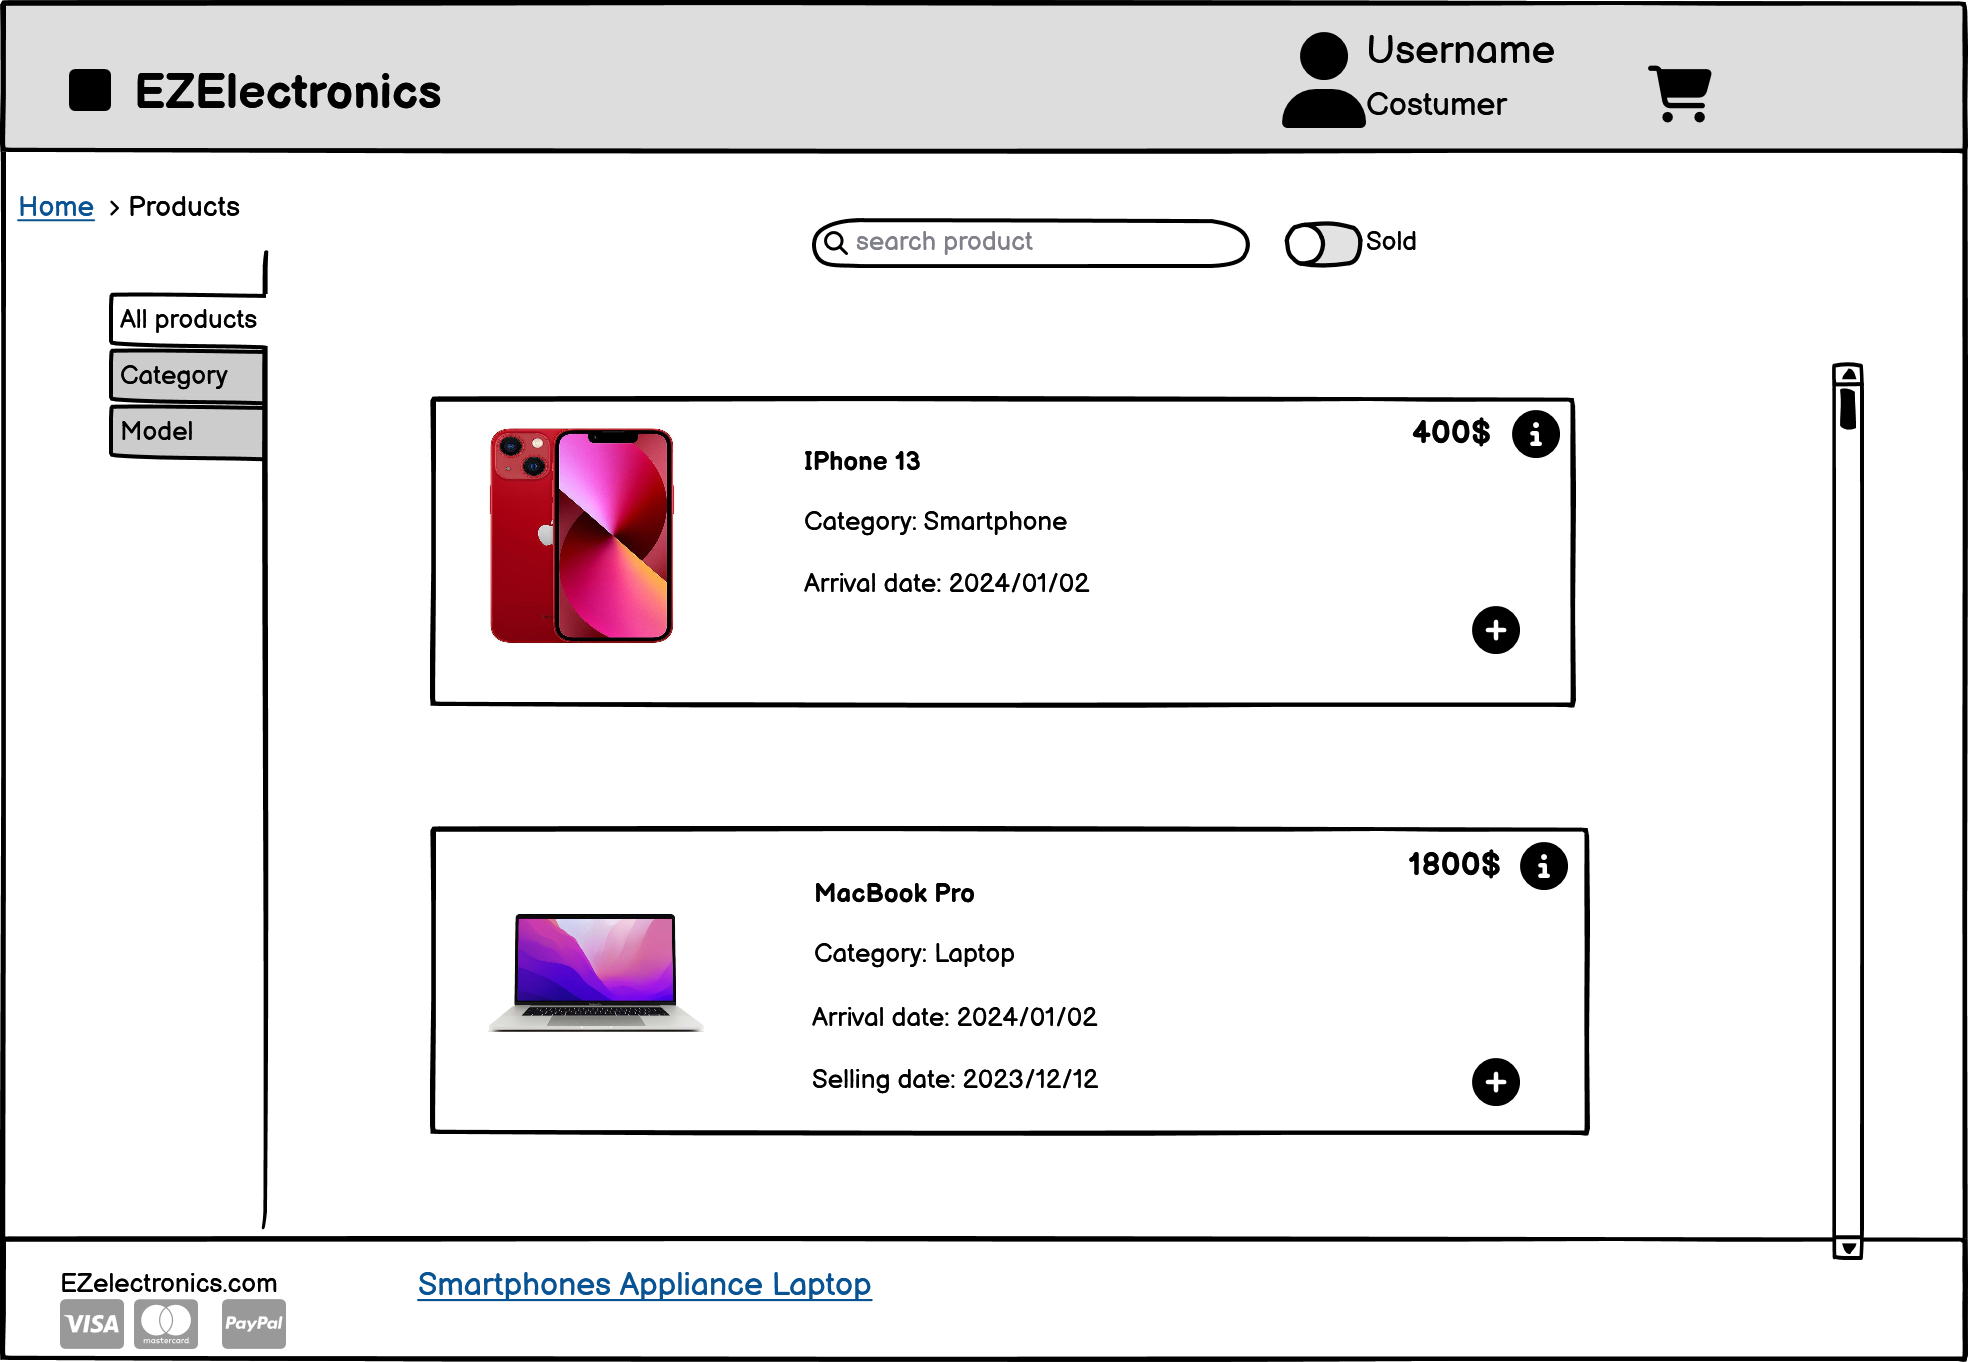 EZElectronics
Username
Costumer
Home > Products
search product
Sold
All products
Category
Model
400$
IPhone 13
Category: Smartphone
Arrival date: 2024/01/02
1800$
MacBook Pro
Category: Laptop
Arrival date: 2024/01/02
Selling date: 2023/12/12
EZelectronics.com
Smartphones Appliance Laptop
VISA
mastercard
PayPal